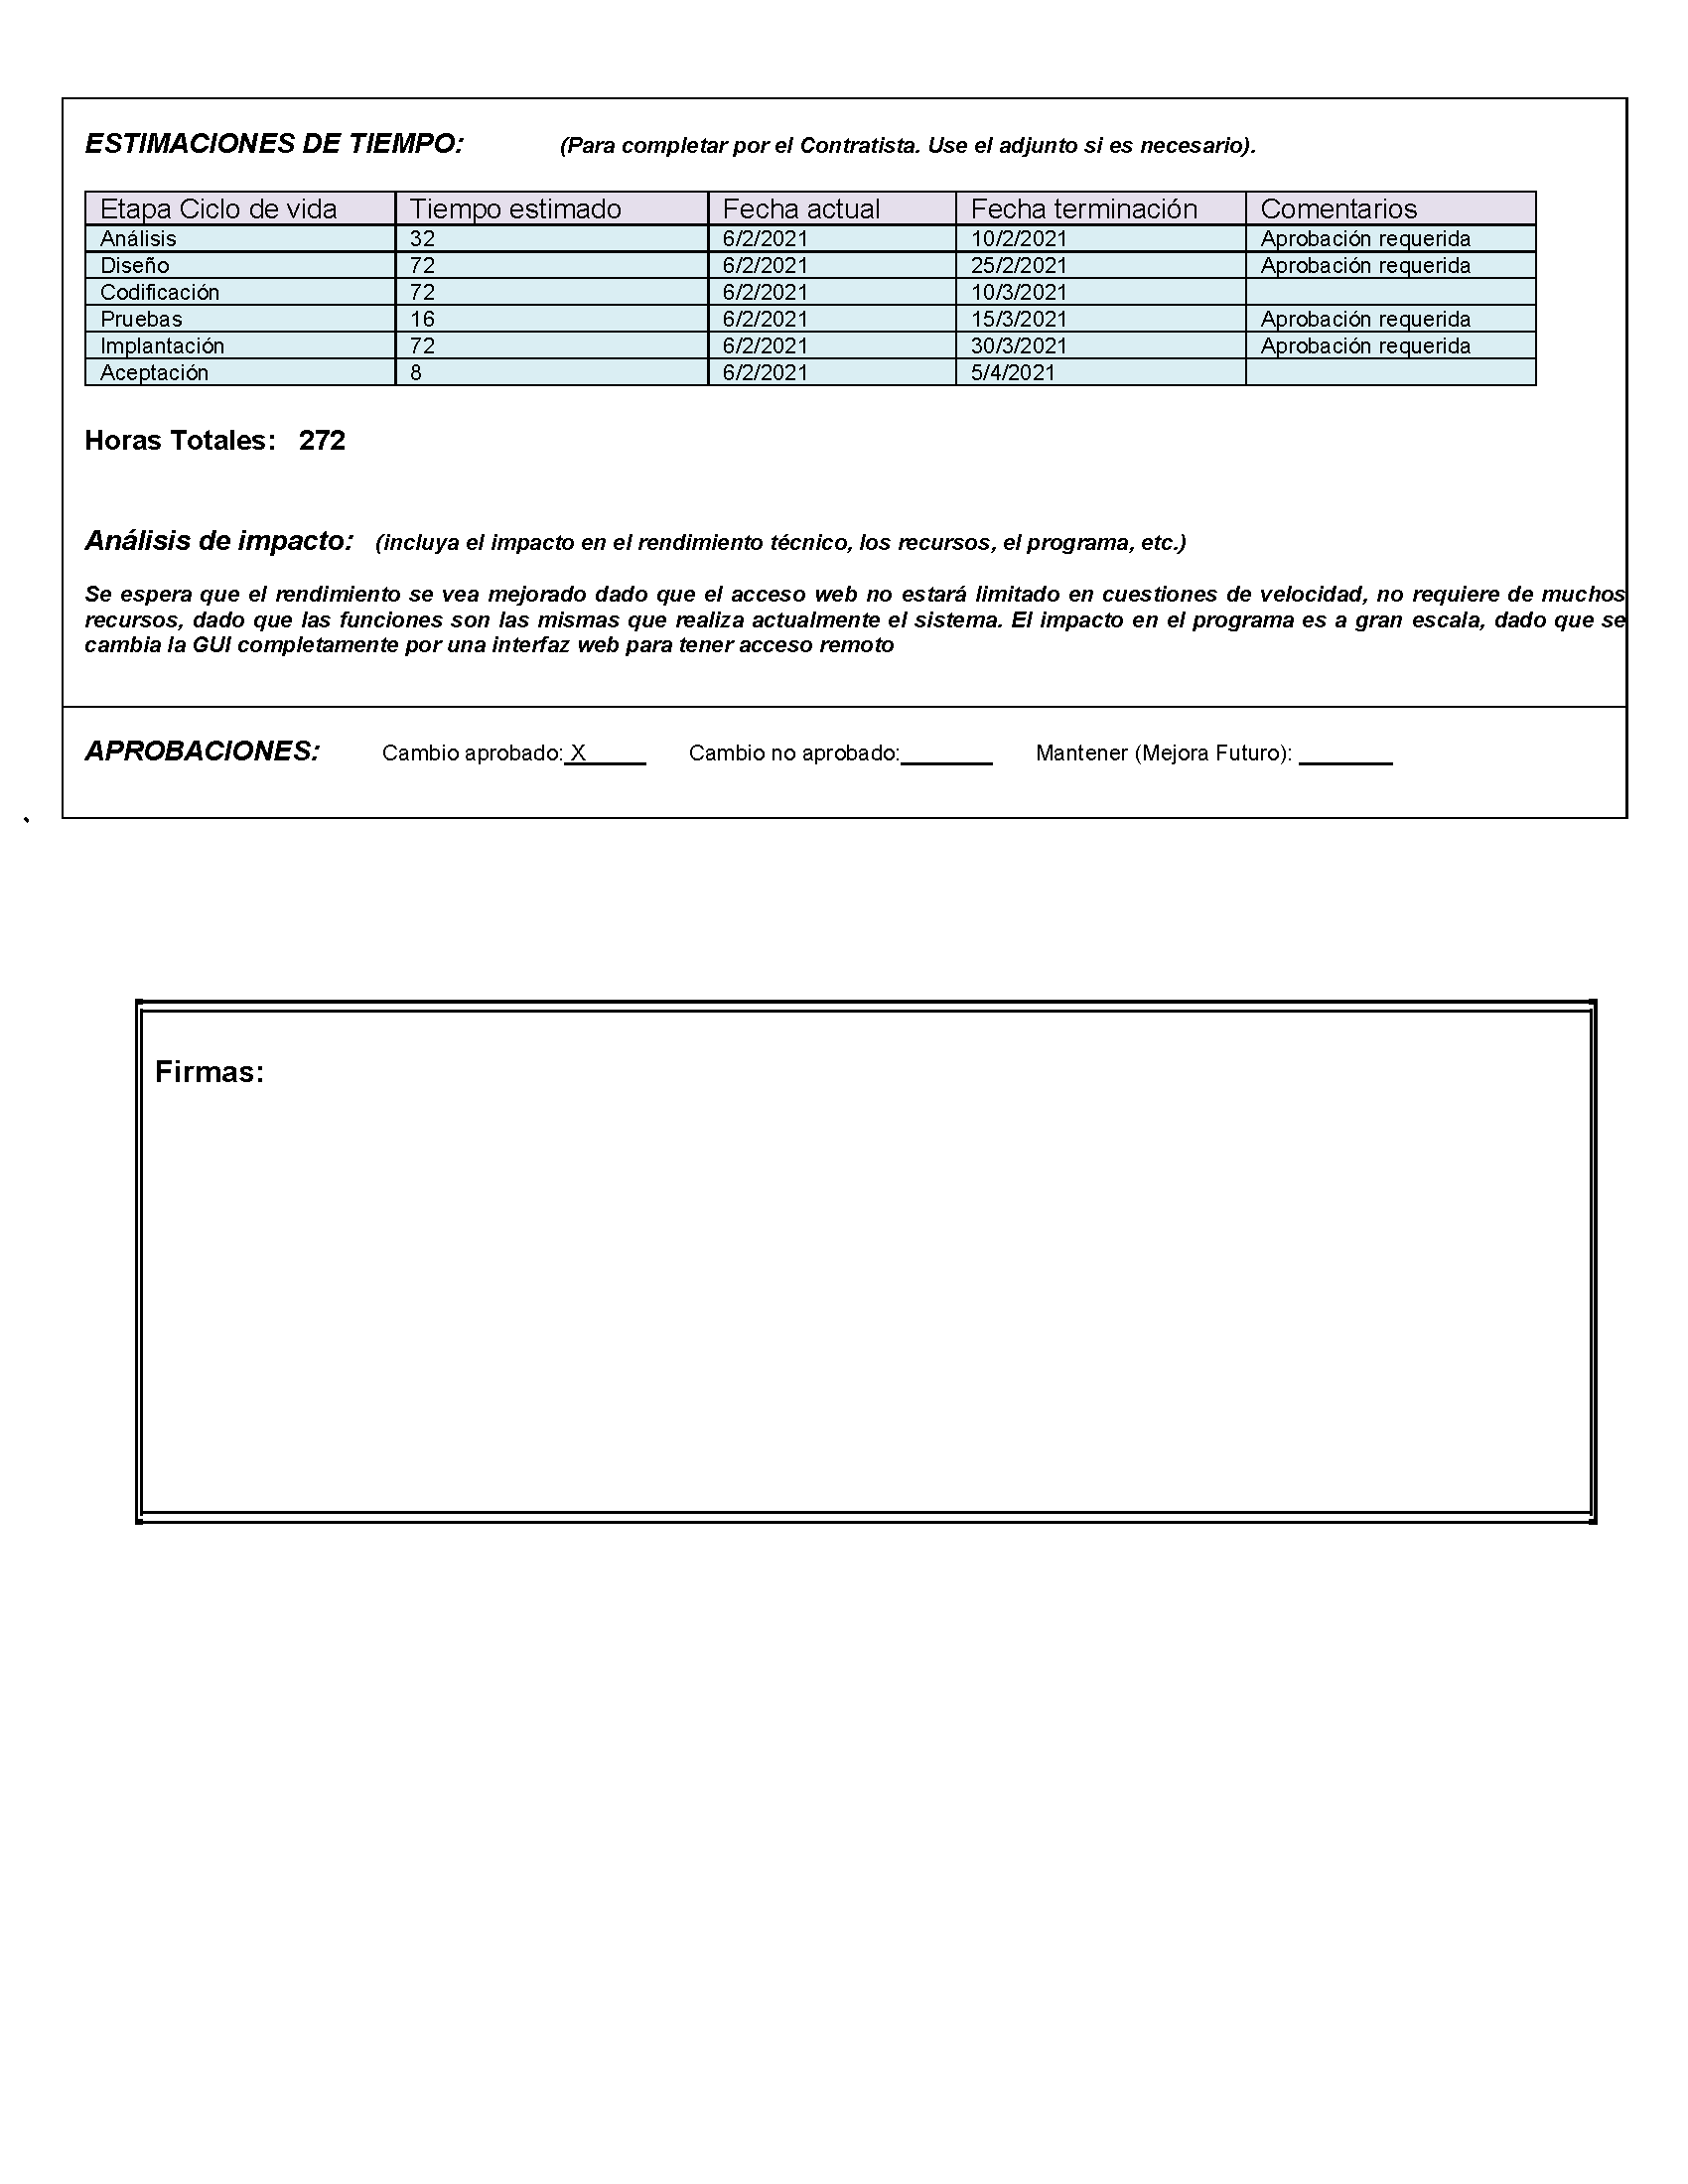 ESTIMACIONES DE TIEMPO: (Para completar por el Contratista. Use el adjunto si es necesario).
Etapa Ciclo de vida Tiempo estimado Fecha actual Fecha terminación Comentarios
Análisis 32 6/2/2021 10/2/2021 Aprobación requerida
Diseño 72 6/2/2021 25/2/2021 Aprobación requerida
Codificación 72 6/2/2021 10/3/2021
Pruebas 16 6/2/2021 15/3/2021 Aprobación requerida
Implantación 72 6/2/2021 30/3/2021 Aprobación requerida
Aceptación 8 6/2/2021 5/4/2021
Horas Totales: 272
Análisis de impacto: (incluya el impacto en el rendimiento técnico, los recursos, el programa, etc.)
Se espera que el rendimiento se vea mejorado dado que el acceso web no estará limitado en cuestiones de velocidad, no requiere de muchos
recursos, dado que las funciones son las mismas que realiza actualmente el sistema. El impacto en el programa es a gran escala, dado que se
cambia la GUI completamente por una interfaz web para tener acceso remoto
APROBACIONES: Cambio aprobado: X Cambio no aprobado:_______ Mantener (Mejora Futuro): _______
Firmas: